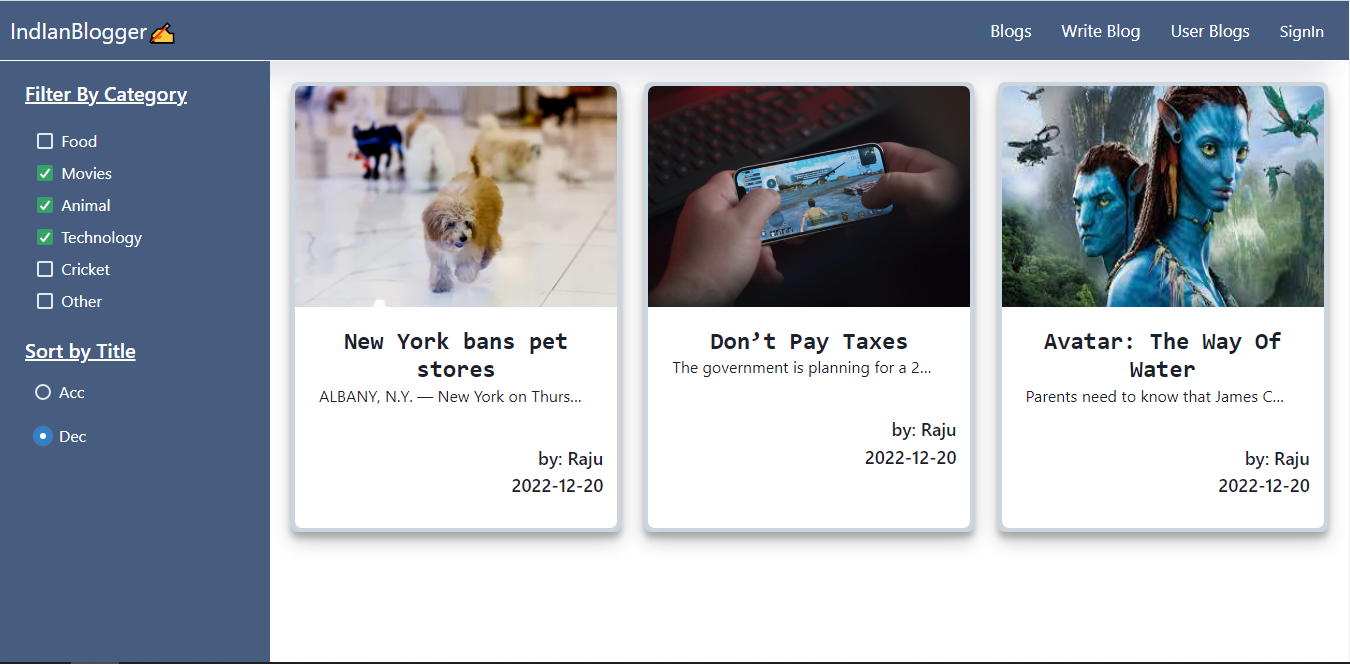 IndIanBlogger✍
Blogs Write Blog User Blogs SignIn
Filter By Category
Food
Movies
Animal
Technology
Cricket
Other
Sort by Title
Acc
Dec
New York bans pet
stores
ALBANY, N.Y. — New York on Thurs...
by: Raju
2022-12-20
Don’t Pay Taxes
The government is planning for a 2...
by: Raju
2022-12-20
Avatar: The Way Of
Water
Parents need to know that James C...
by: Raju
2022-12-20